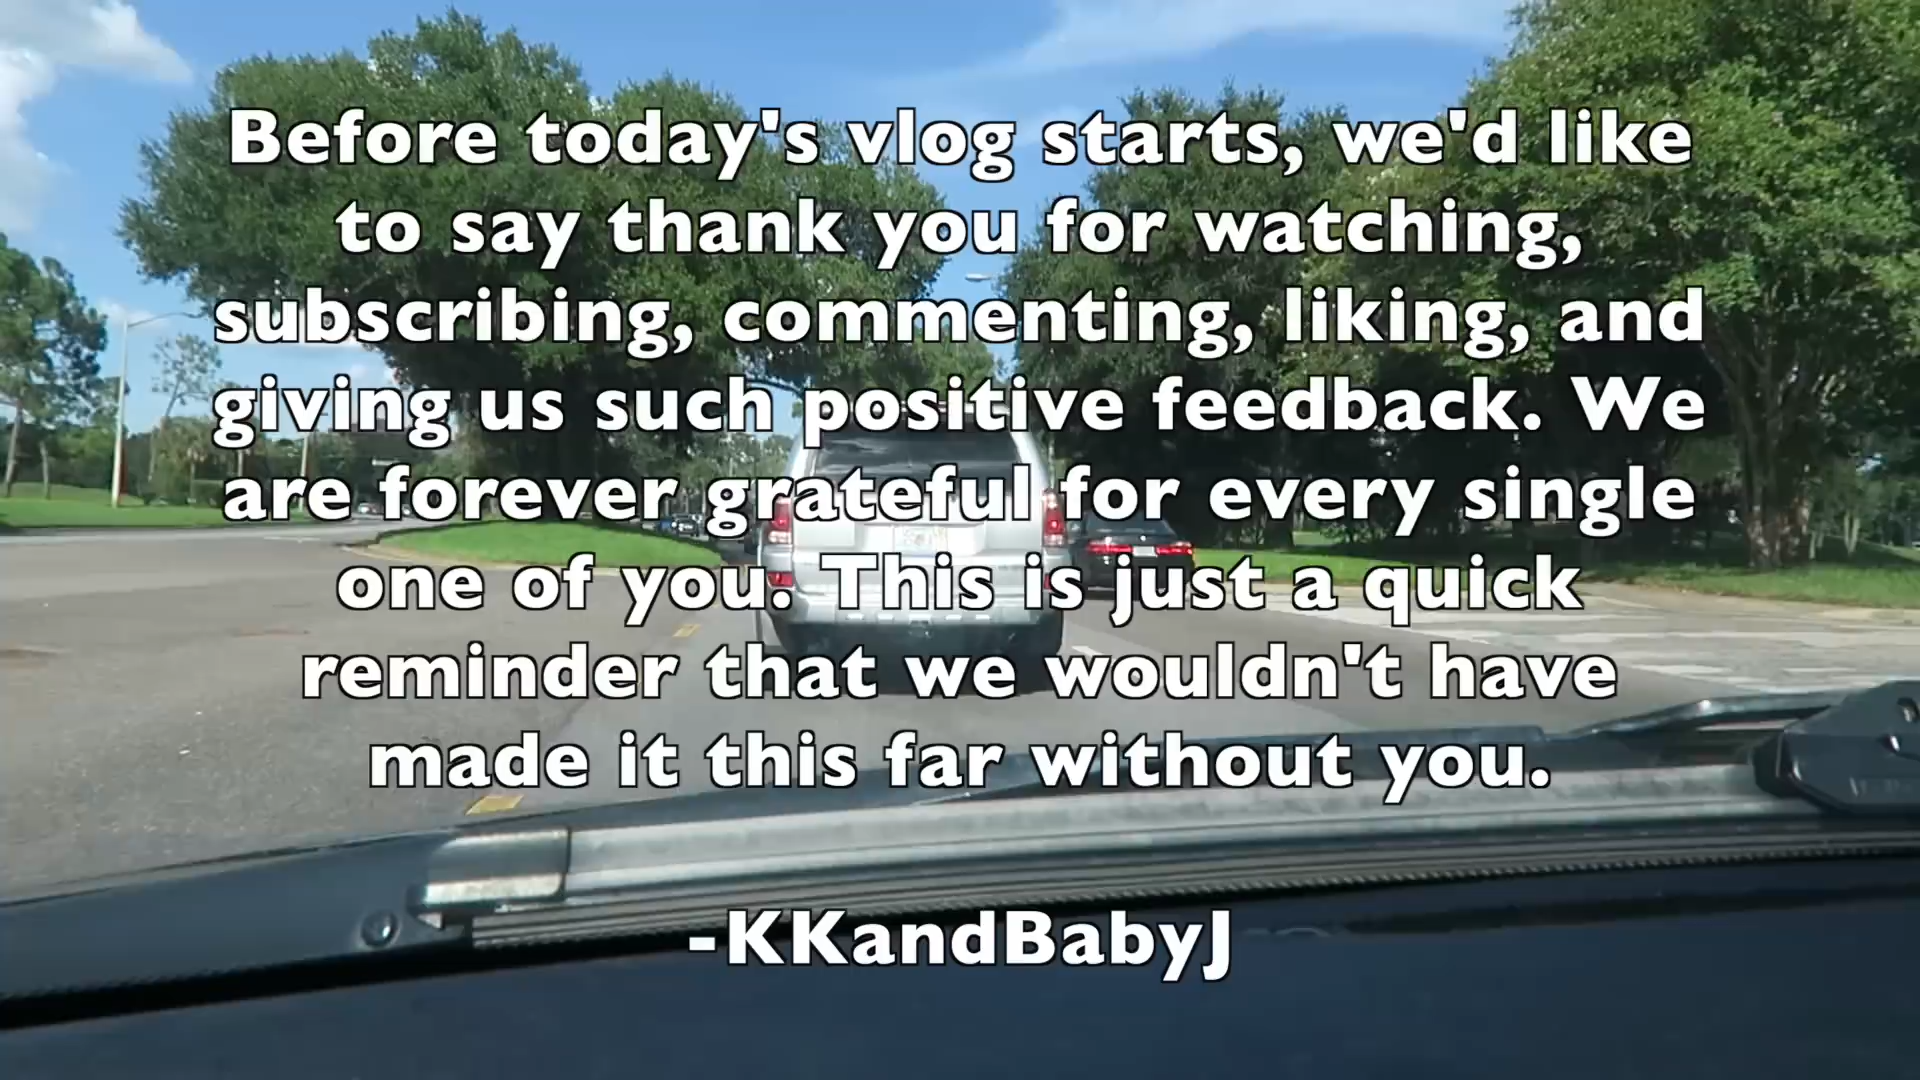 Before today's vlog starts, we'd like
to say thank you for watching,
subscribing, commenting, liking, and
giving us such positive feedback. We
are forever grateful for every single
one of you. This is just a quick
reminder that we wouldn't have
made it this far without you.
-KKandBabyJ